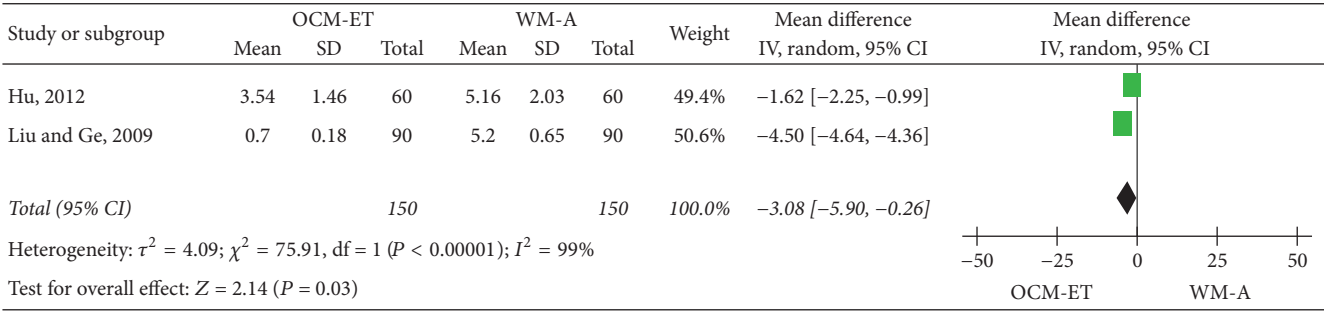 Study or subgroup OCM-ET WM-A Weight Mean difference Mean difference
Mean SD Total Mean SD Total IV, random, 95% CI IV, random, 95% CI
Hu, 2012 3.54 1.46 60 5.16 2.03 60 49.4% −1.62 [−2.25, −0.99]
Liu and Ge, 2009 0.7 0.18 90 5.2 0.65 90 50.6% −4.50 [−4.64, −4.36]
Total (95% CI) 150 150 100.0% −3.08 [−5.90, −0.26]
Heterogeneity: τ² = 4.09; χ² = 75.91, df = 1 (P < 0.00001); I² = 99%
Test for overall effect: Z = 2.14 (P = 0.03)
−50 −25 0 25 50
OCM-ET WM-A